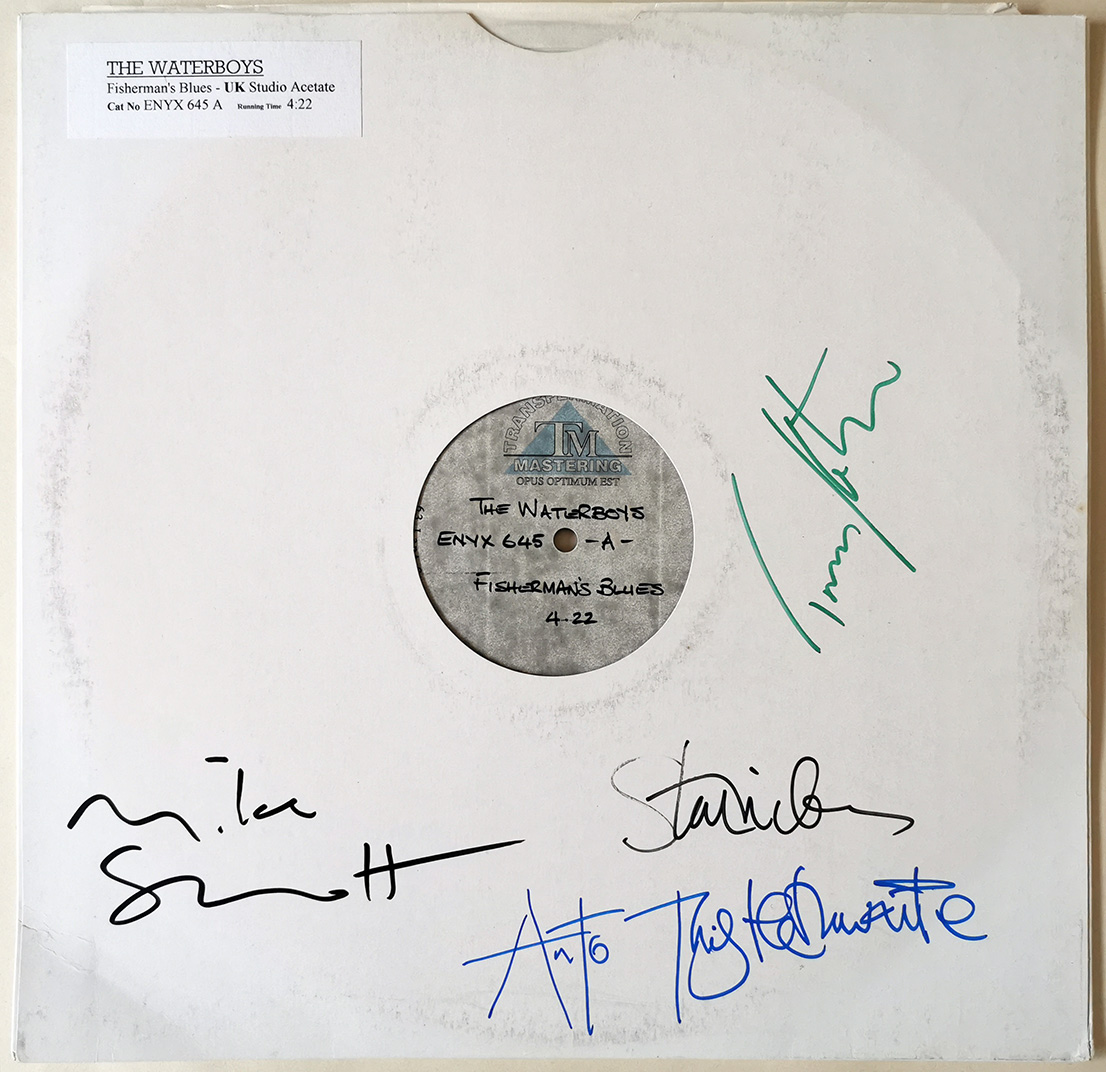 THE WATERBOYS
Fisherman's Blues - UK Studio Acetate
Cat No ENYX 645 A Running Time 4:22
TRANSFERMATION
TM
MASTERING
OPUS OPTIMUM EST
THE WATERBOYS
ENYX 645 -A-
FISHERMAN'S BLUES
4.22
Mike
Scott
Anto Thistlethwaite